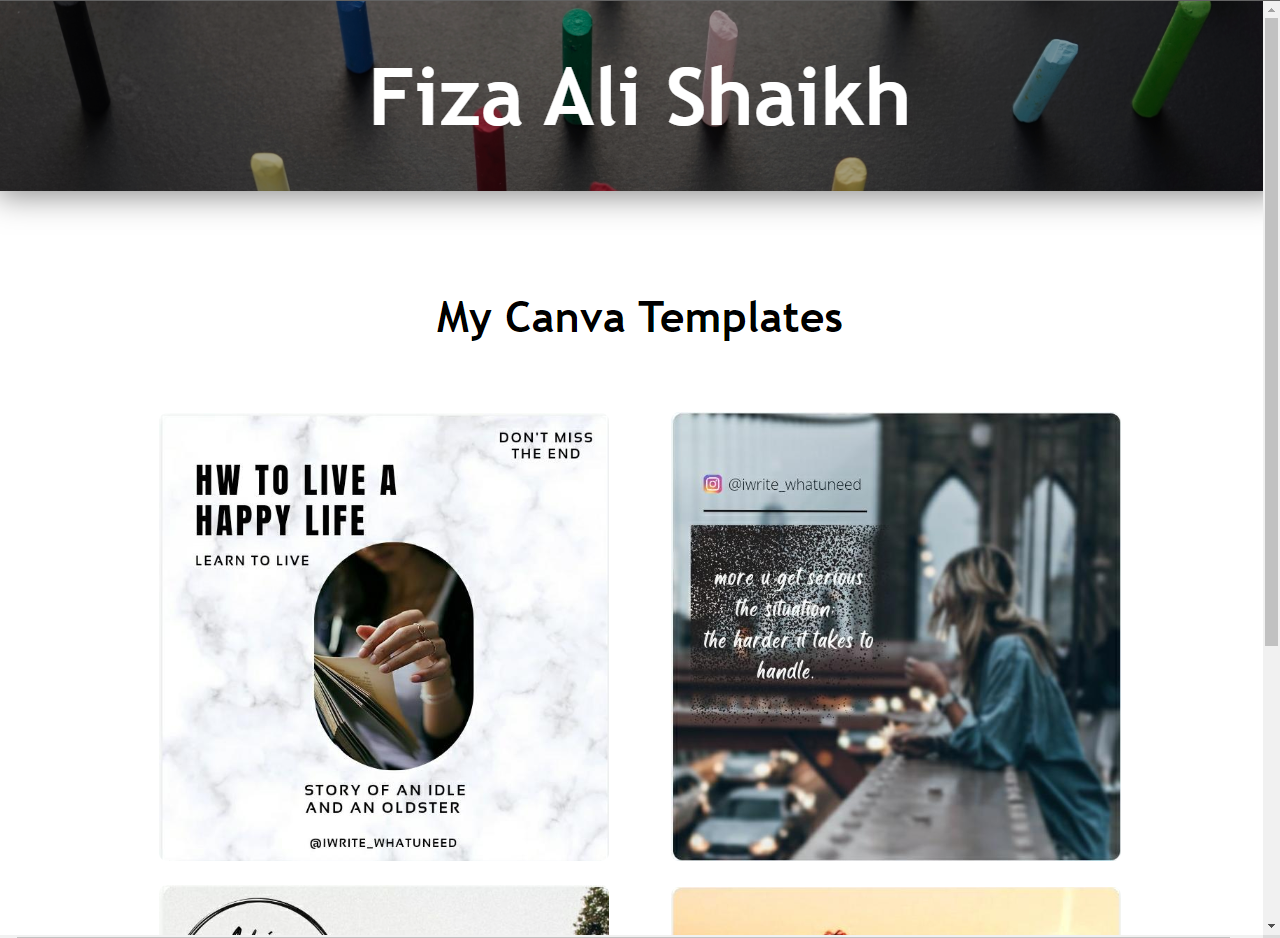 Fiza Ali Shaikh
My Canva Templates
DON'T MISS
THE END
HW TO LIVE A
HAPPY LIFE
LEARN TO LIVE
STORY OF AN IDLE
AND AN OLDSTER
@IWRITE_WHATUNEED
@iwrite_whatuneed
more u get serious
the situation
the harder it takes to
handle.